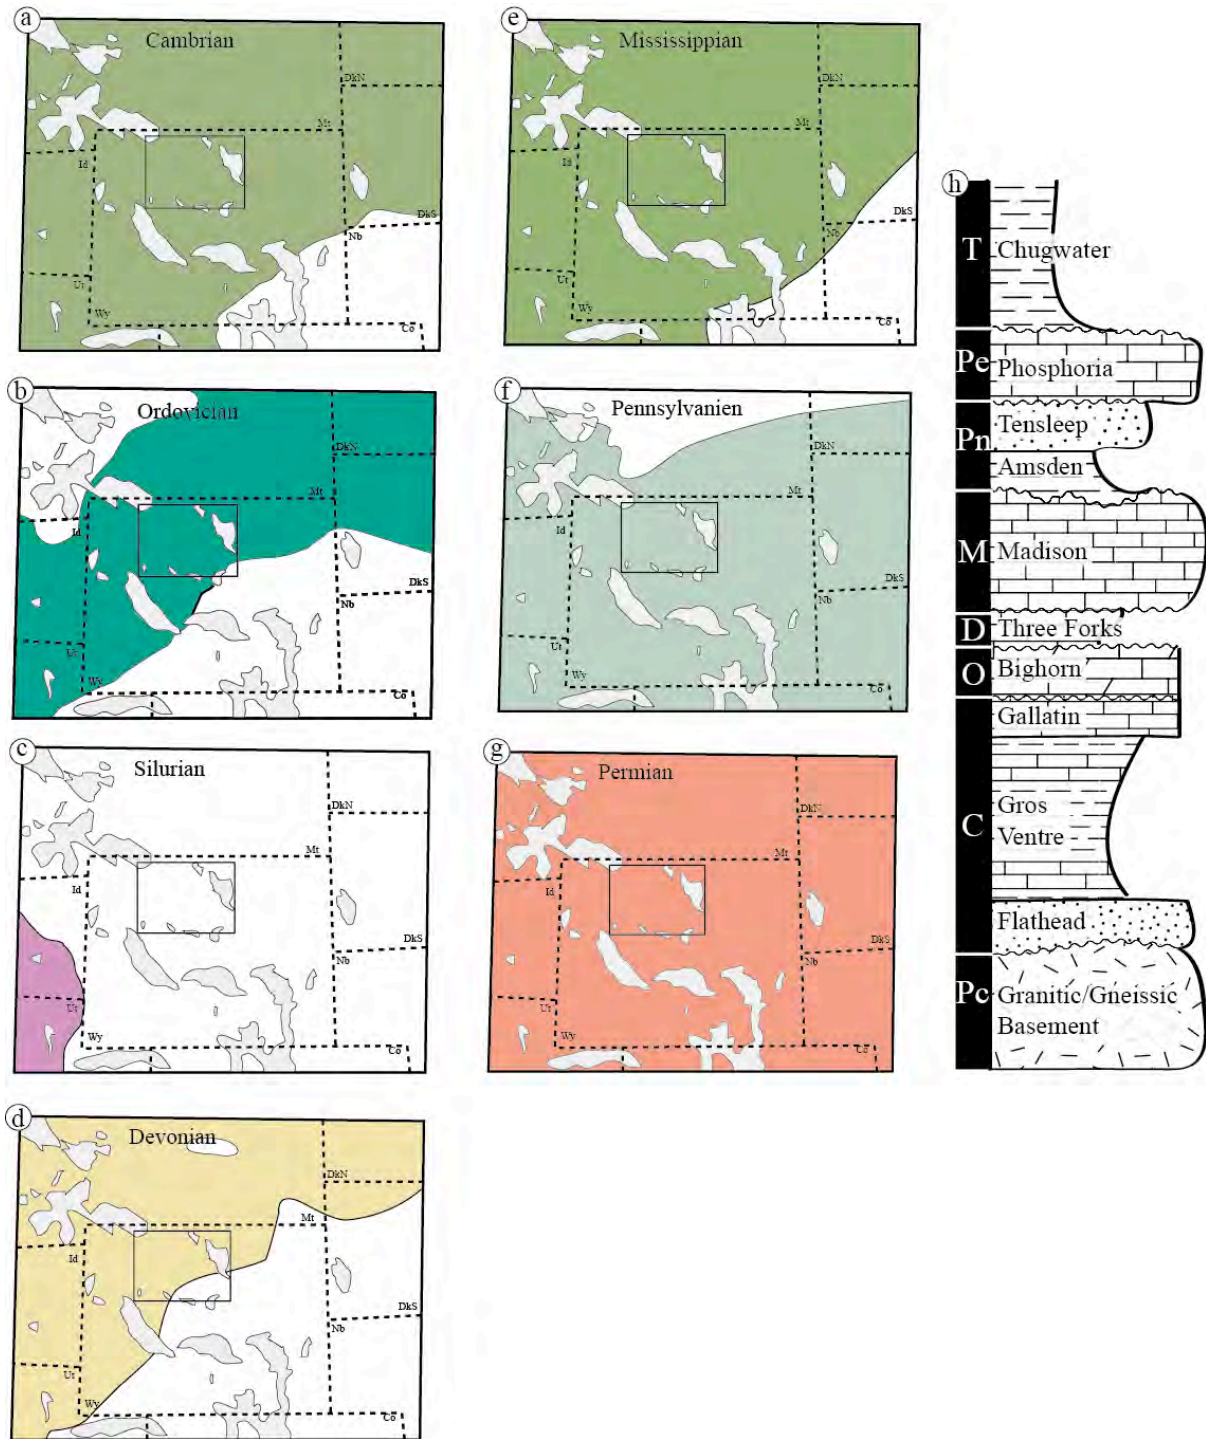 a
Cambrian
DkN
Mt
Id
DkS
Nb
Ut
Wy
Co
b
Ordovician
DkN
Mt
Id
DkS
Nb
Ut
Wy
Co
c
Silurian
DkN
Mt
Id
DkS
Nb
Ut
Wy
Co
d
Devonian
DkN
Mt
Id
DkS
Nb
Ut
Wy
Co
e
Mississippian
DkN
Mt
Id
DkS
Nb
Ut
Wy
Co
f
Pennsylvanien
DkN
Mt
Id
DkS
Nb
Ut
Wy
Co
g
Permian
DkN
Mt
Id
DkS
Nb
Ut
Wy
Co
h
T
Chugwater
Pe
Phosphoria
Pn
Tensleep
Amsden
M
Madison
D
Three Forks
O
Bighorn
C
Gallatin
Gros
Ventre
Flathead
Pc
Granitic/Gneissic
Basement